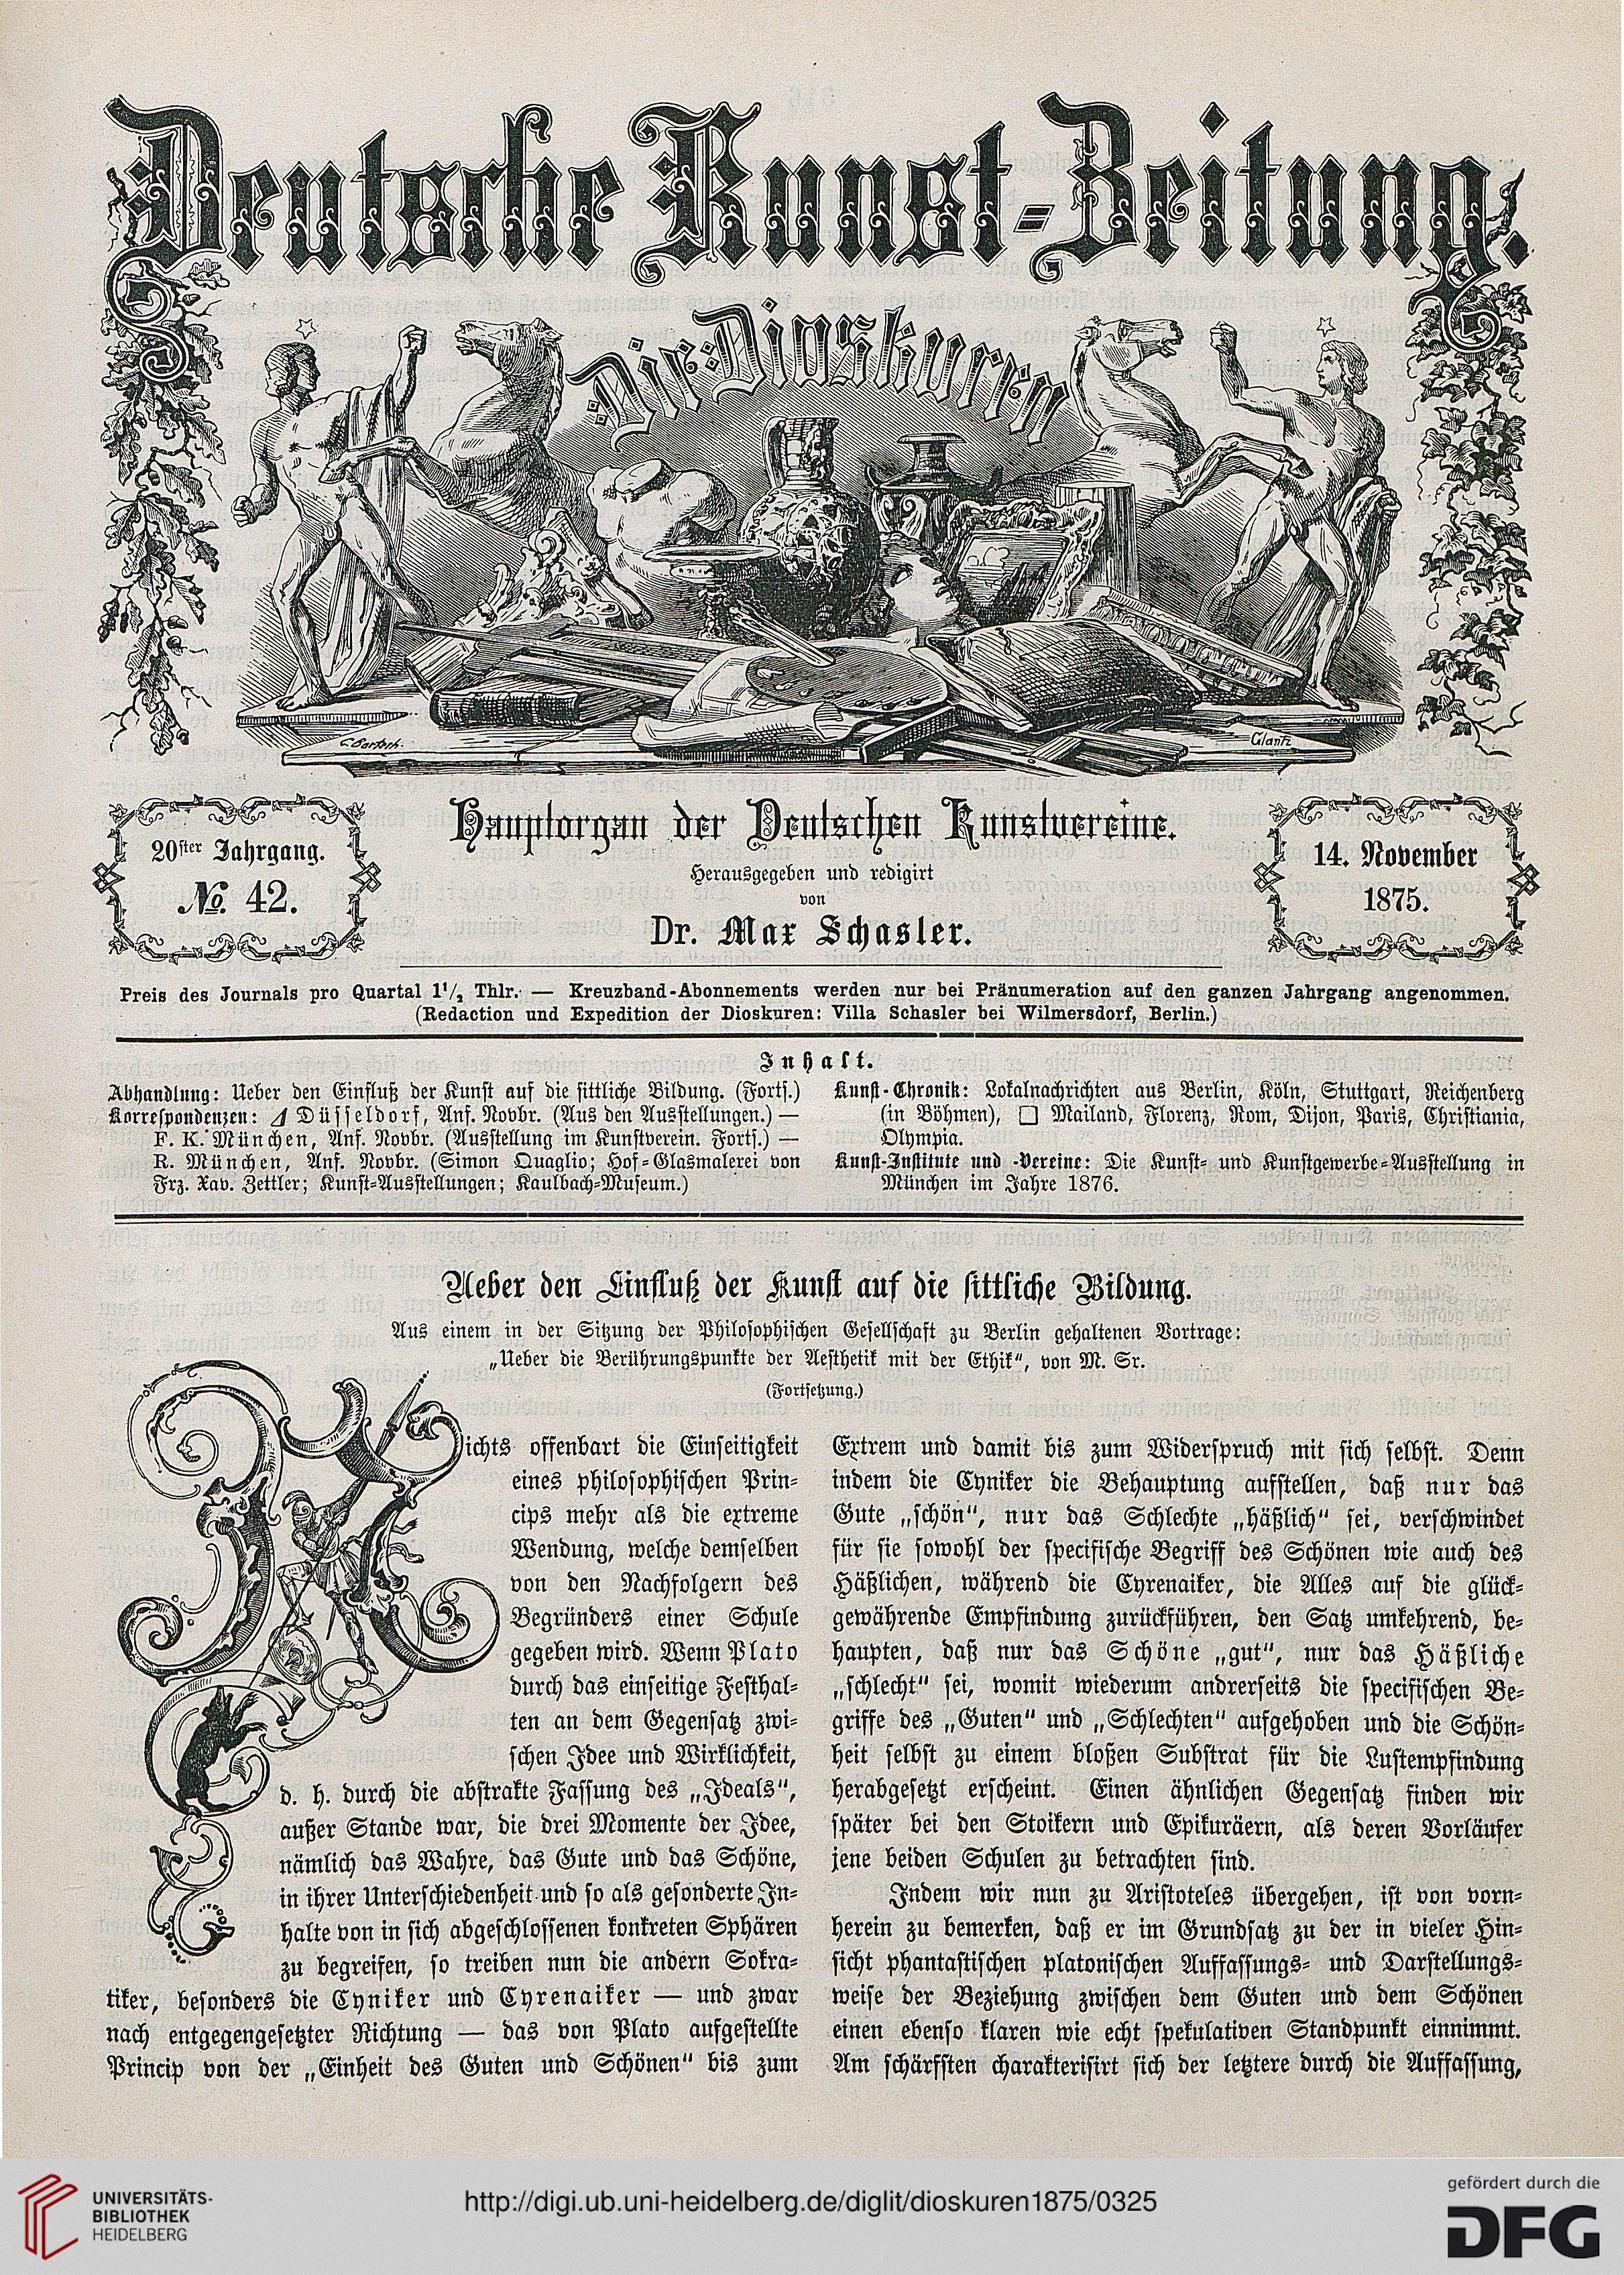 Deutsche Kunst-Zeitung.
Die Dioskuren
C. Bartsch.
Glantz
20ster Jahrgang.
No. 42.
Hauptorgan der Deutschen Kunstvereine.
Herausgegeben und redigirt
von
Dr. Max Schasler.
14. November
1875.
Preis des Journals pro Quartal 1¹/₂ Thlr. — Kreuzband-Abonnements werden nur bei Pränumeration auf den ganzen Jahrgang angenommen.
(Redaction und Expedition der Dioskuren: Villa Schasler bei Wilmersdorf, Berlin.)
Inhalt.
Abhandlung: Ueber den Einfluß der Kunst auf die sittliche Bildung. (Forts.)
Korrespondenzen: ⊿ Düsseldorf, Anf. Novbr. (Aus den Ausstellungen.) —
F. K. München, Anf. Novbr. (Ausstellung im Kunstverein. Forts.) —
R. München, Anf. Novbr. (Simon Quaglio; Hof-Glasmalerei von
Frz. Xav. Zettler; Kunst-Ausstellungen; Kaulbach-Museum.)
Kunst-Chronik: Lokalnachrichten aus Berlin, Köln, Stuttgart, Reichenberg
(in Böhmen), □ Mailand, Florenz, Rom, Dijon, Paris, Christiania,
Olympia.
Kunst-Institute und -Vereine: Die Kunst- und Kunstgewerbe-Ausstellung in
München im Jahre 1876.
Ueber den Einfluß der Kunst auf die sittliche Bildung.
Aus einem in der Sitzung der Philosophischen Gesellschaft zu Berlin gehaltenen Vortrage:
„Ueber die Berührungspunkte der Aesthetik mit der Ethik“, von M. Sr.
(Fortsetzung.)
Nichts offenbart die Einseitigkeit
eines philosophischen Prin-
cips mehr als die extreme
Wendung, welche demselben
von den Nachfolgern des
Begründers einer Schule
gegeben wird. Wenn Plato
durch das einseitige Festhal-
ten an dem Gegensatz zwi-
schen Idee und Wirklichkeit,
d. h. durch die abstrakte Fassung des „Ideals“,
außer Stande war, die drei Momente der Idee,
nämlich das Wahre, das Gute und das Schöne,
in ihrer Unterschiedenheit und so als gesonderte In-
halte von in sich abgeschlossenen konkreten Sphären
zu begreifen, so treiben nun die andern Sokra-
tiker, besonders die Cyniker und Cyrenaiker — und zwar
nach entgegengesetzter Richtung — das von Plato aufgestellte
Princip von der „Einheit des Guten und Schönen“ bis zum
Extrem und damit bis zum Widerspruch mit sich selbst. Denn
indem die Cyniker die Behauptung aufstellen, daß nur das
Gute „schön“, nur das Schlechte „häßlich“ sei, verschwindet
für sie sowohl der specifische Begriff des Schönen wie auch des
Häßlichen, während die Cyrenaiker, die Alles auf die glück-
gewährende Empfindung zurückführen, den Satz umkehrend, be-
haupten, daß nur das Schöne „gut“, nur das Häßliche
„schlecht“ sei, womit wiederum andrerseits die specifischen Be-
griffe des „Guten“ und „Schlechten“ aufgehoben und die Schön-
heit selbst zu einem bloßen Substrat für die Lustempfindung
herabgesetzt erscheint. Einen ähnlichen Gegensatz finden wir
später bei den Stoikern und Epikuräern, als deren Vorläufer
jene beiden Schulen zu betrachten sind.
Indem wir nun zu Aristoteles übergehen, ist von vorn-
herein zu bemerken, daß er im Grundsatz zu der in vieler Hin-
sicht phantastischen platonischen Auffassungs- und Darstellungs-
weise der Beziehung zwischen dem Guten und dem Schönen
einen ebenso klaren wie echt spekulativen Standpunkt einnimmt.
Am schärfsten charakterisirt sich der letztere durch die Auffassung,
UNIVERSITÄTS-
BIBLIOTHEK
HEIDELBERG
http://digi.ub.uni-heidelberg.de/diglit/dioskuren1875/0325
gefördert durch die
DFG